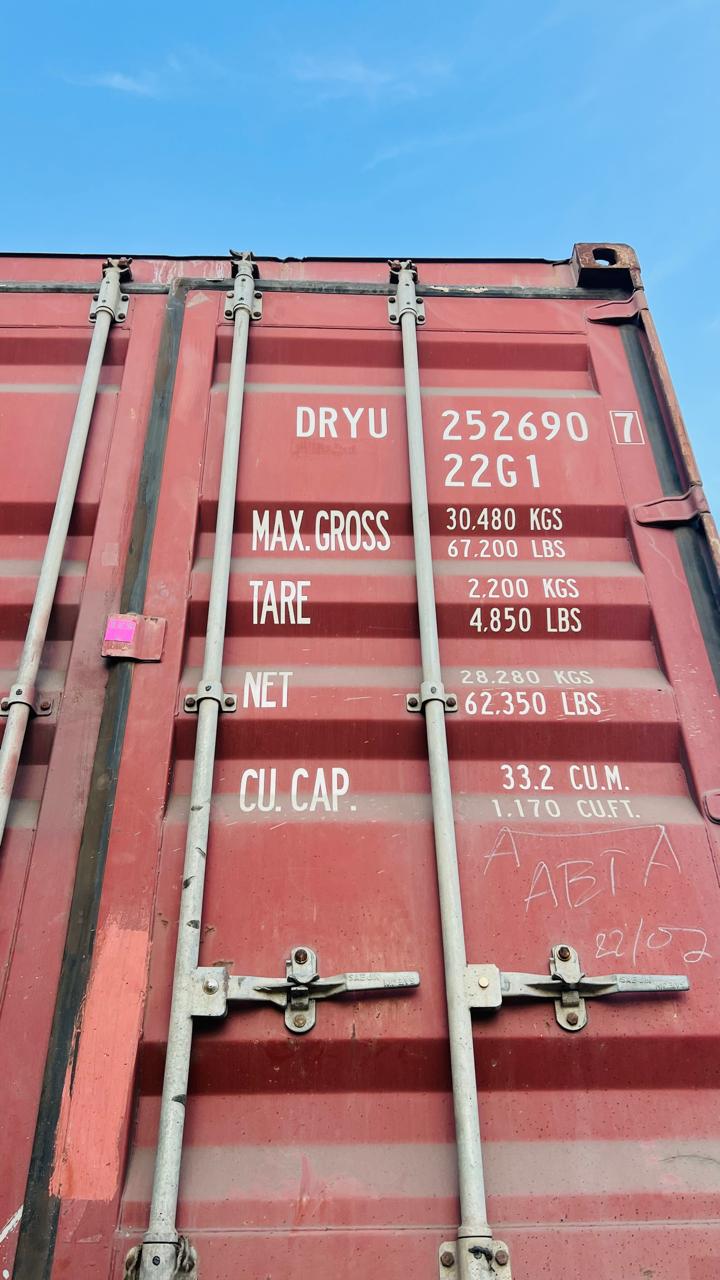 DRYU 252690 7
22G1
MAX. GROSS 30,480 KGS
67,200 LBS
TARE 2,200 KGS
4,850 LBS
NET 28,280 KGS
62,350 LBS
CU. CAP. 33.2 CU.M.
1,170 CU.FT.
A A
ABTA
22/02